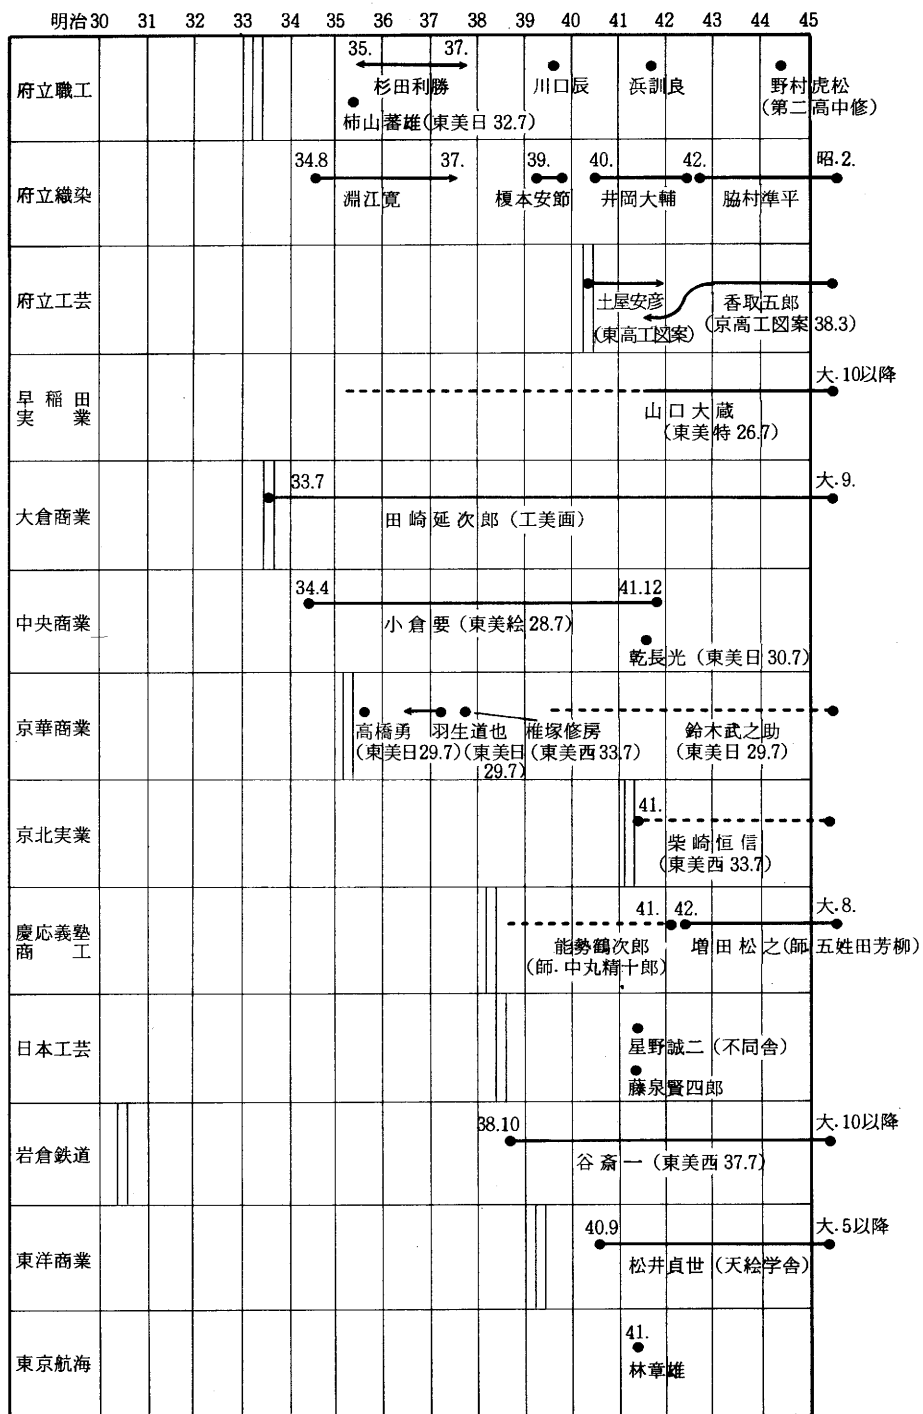 明治30 31 32 33 34 35 36 37 38 39 40 41 42 43 44 45
府立職工
35. 37.
杉田利勝
川口辰
浜訓良
野村虎松
(第二高中修)
柿山蕃雄(東美日32.7)
府立織染
34.8 37. 39. 40. 42. 昭.2.
淵江寛
榎本安節
井岡大輔
脇村準平
府立工芸
土屋安彦
(東高工図案)
香取五郎
(京高工図案38.3)
早稲田
実業
大.10以降
山口大蔵
(東美特26.7)
大倉商業
33.7 大.9.
田崎延次郎(工美画)
中央商業
34.4 41.12
小倉要(東美絵28.7)
乾長光(東美日30.7)
京華商業
高橋勇
(東美日29.7)
羽生道也
(東美日
29.7)
椎塚修房
(東美西33.7)
鈴木武之助
(東美日29.7)
京北実業
41.
柴崎恒信
(東美西33.7)
慶応義塾
商工
41. 42. 大.8.
能勢鶴次郎
(師.中丸精十郎)
増田松之(師.五姓田芳柳)
日本工芸
星野誠二(不同舎)
藤泉賢四郎
岩倉鉄道
38.10 大.10以降
谷斎一(東美西37.7)
東洋商業
40.9 大.5以降
松井貞世(天絵学舎)
東京航海
41.
林章雄